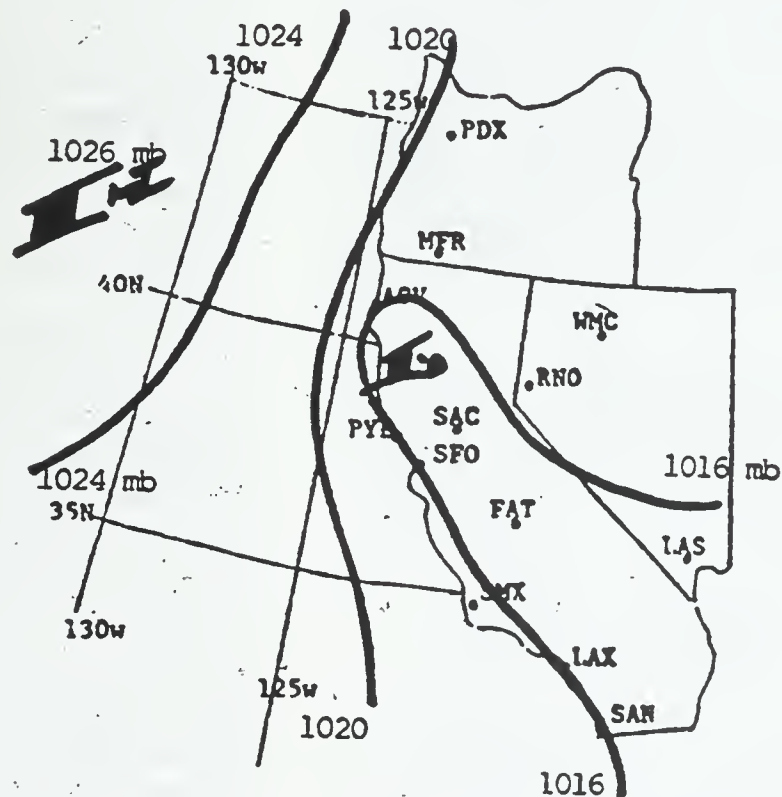 1024
1020
130w
125w
PDX
1026 mb
H
MFR
40N
WMC
L
RNO
SAC
SFO
1016 mb
1024 mb
35N
FAT
LAS
SMX
130w
LAX
125w
SAN
1020
1016